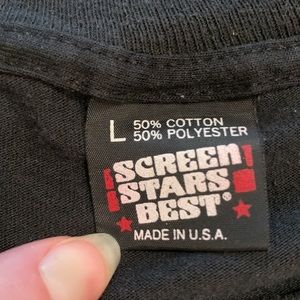 L 50% COTTON
50% POLYESTER
SCREEN
STARS
BEST®
MADE IN U.S.A.